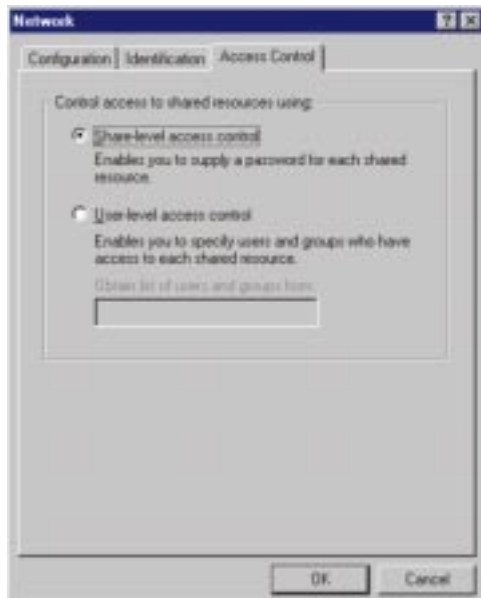 Network
Configuration
Identification
Access Control
Control access to shared resources using:
Share-level access control
Enables you to supply a password for each shared
resource.
User-level access control
Enables you to specify users and groups who have
access to each shared resource.
Obtain list of users and groups from:
OK
Cancel